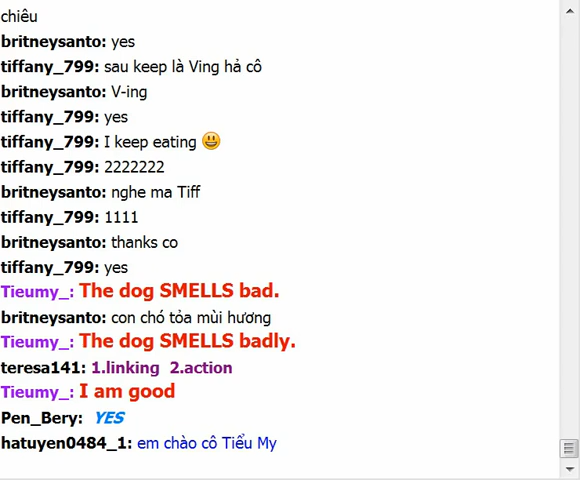 chiêu
britneysanto: yes
tiffany_799: sau keep là Ving hả cô
britneysanto: V-ing
tiffany_799: yes
tiffany_799: I keep eating 😃
tiffany_799: 2222222
britneysanto: nghe ma Tiff
tiffany_799: 1111
britneysanto: thanks co
tiffany_799: yes
Tieumy_: The dog SMELLS bad.
britneysanto: con chó tỏa mùi hương
Tieumy_: The dog SMELLS badly.
teresa141: 1.linking 2.action
Tieumy_: I am good
Pen_Bery: YES
hatuyen0484_1: em chào cô Tiểu My